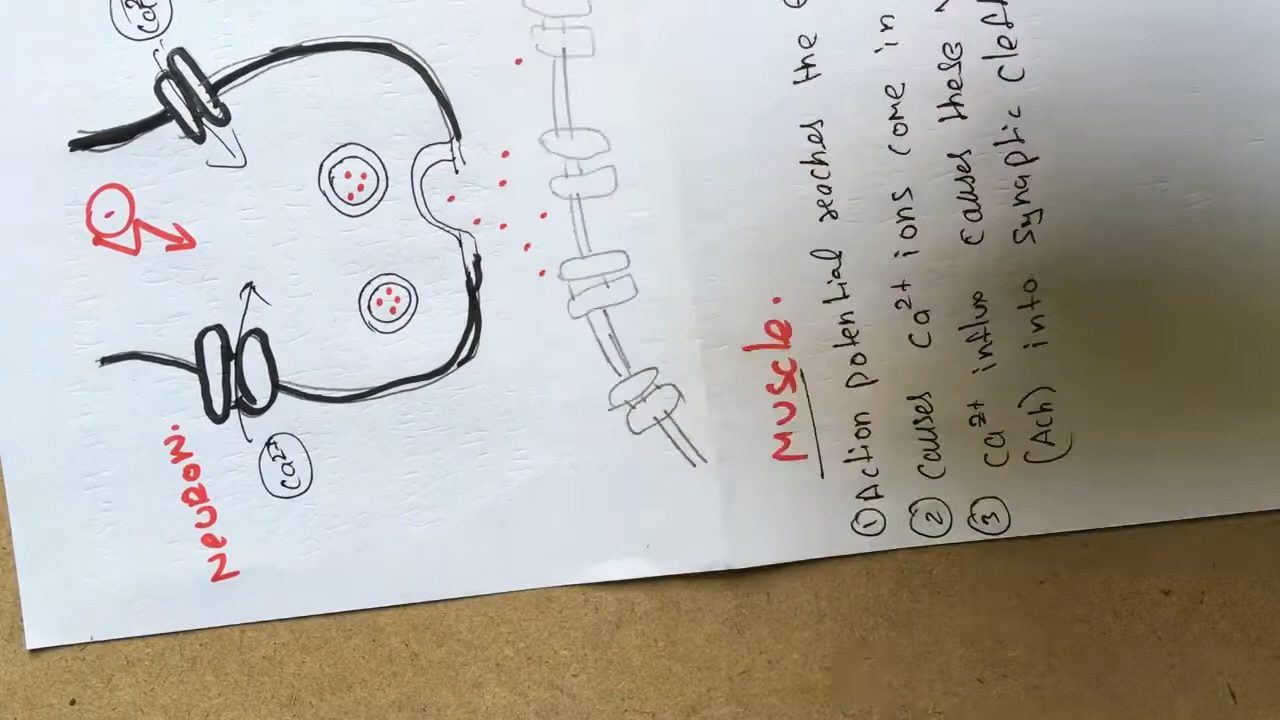 Ca2+
NEURON.
Ca2+
MUSCLE.
① Action potential reaches the
② Causes Ca2+ ions come in
③ Ca2+ influx causes these
(Ach) into synaptic cleft